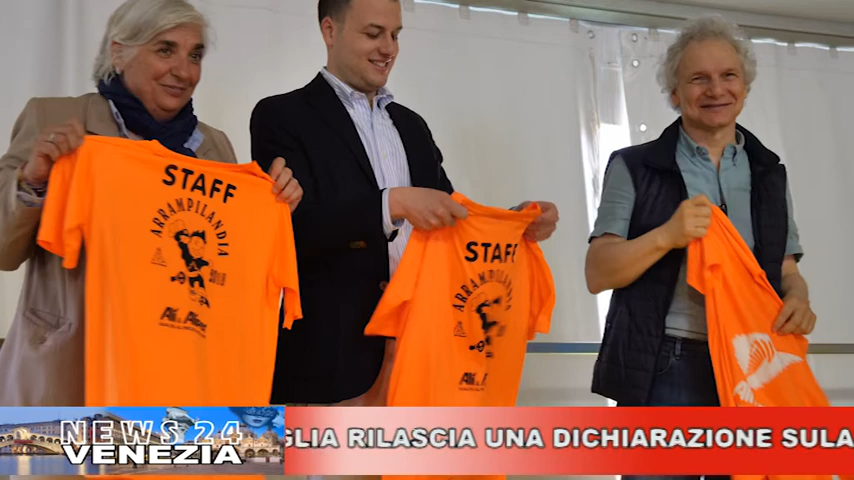 STAFF
ARRAMPILANDIA
STAFF
ARRAMPILANDIA
NEWS 24
VENEZIA
GLIA RILASCIA UNA DICHIARAZIONE SULA